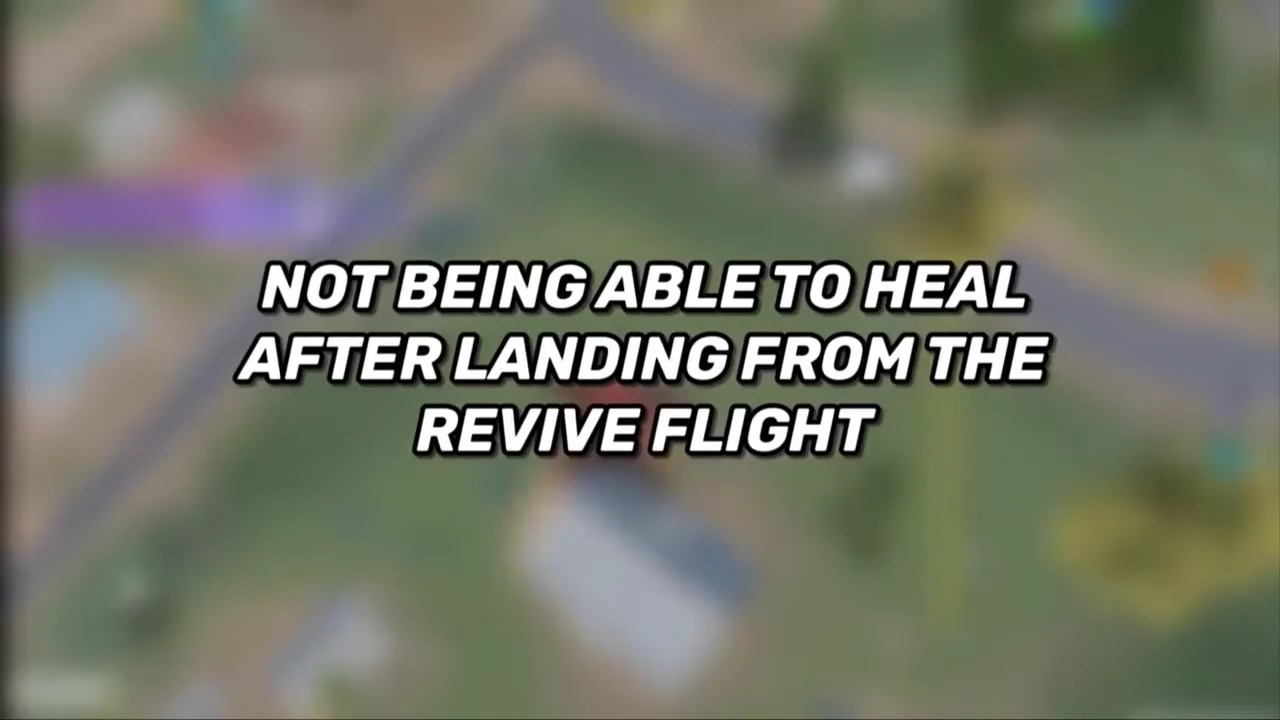 NOT BEING ABLE TO HEAL
AFTER LANDING FROM THE
REVIVE FLIGHT